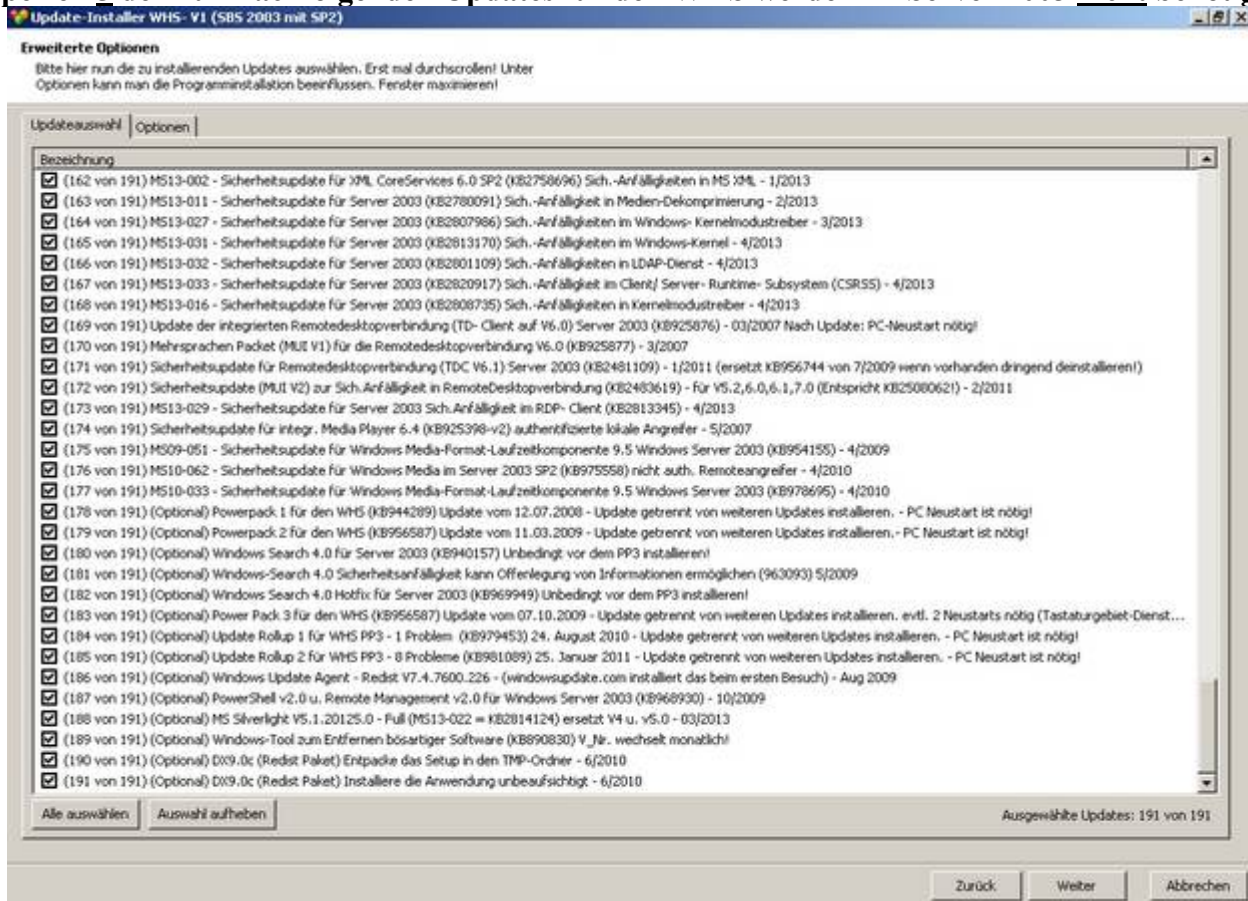 Update-Installer WHS- V1 (SBS 2003 mit SP2)
Erweiterte Optionen
Bitte hier nun die zu installierenden Updates auswählen. Erst mal durchscrollen! Unter
Optionen kann man die Programminstallation beeinflussen. Fenster maximieren!
Updateauswahl Optionen
Bezeichnung
(162 von 191) MS13-002 - Sicherheitsupdate für XML CoreServices 6.0 SP2 (KB2758696) Sich.-Anfälligkeiten in MS XML - 1/2013
(163 von 191) MS13-011 - Sicherheitsupdate für Server 2003 (KB2780091) Sich.-Anfälligkeit in Medien-Dekomprimierung - 2/2013
(164 von 191) MS13-027 - Sicherheitsupdate für Server 2003 (KB2807986) Sich.-Anfälligkeiten im Windows- Kernelmodustreiber - 3/2013
(165 von 191) MS13-031 - Sicherheitsupdate für Server 2003 (KB2813170) Sich.-Anfälligkeiten im Windows-Kernel - 4/2013
(166 von 191) MS13-032 - Sicherheitsupdate für Server 2003 (KB2801109) Sich.-Anfälligkeiten in LDAP-Dienst - 4/2013
(167 von 191) MS13-033 - Sicherheitsupdate für Server 2003 (KB2820917) Sich.-Anfälligkeit im Client/ Server- Runtime- Subsystem (CSRSS) - 4/2013
(168 von 191) MS13-016 - Sicherheitsupdate für Server 2003 (KB2808735) Sich.-Anfälligkeiten in Kernelmodustreiber - 4/2013
(169 von 191) Update der integrierten Remotedesktopverbindung (TD- Client auf V6.0) Server 2003 (KB925876) - 03/2007 Nach Update: PC-Neustart nötig!
(170 von 191) Mehrsprachen Packet (MUI V1) für die Remotedesktopverbindung V6.0 (KB925877) - 3/2007
(171 von 191) Sicherheitsupdate für Remotedesktopverbindung (TDC V6.1) Server 2003 (KB2481109) - 1/2011 (ersetzt KB956744 von 7/2009 wenn vorhanden dringend deinstallieren!)
(172 von 191) Sicherheitsupdate (MUI V2) zur Sich.Anfälligkeit in RemoteDesktopverbindung (KB2483619) - für V5.2,6.0,6.1,7.0 (Entspricht KB2508062!) - 2/2011
(173 von 191) MS13-029 - Sicherheitsupdate für Server 2003 Sich.Anfälligkeit im RDP- Client (KB2813345) - 4/2013
(174 von 191) Sicherheitsupdate für integr. Media Player 6.4 (KB925398-v2) authentifizierte lokale Angreifer - 5/2007
(175 von 191) MS09-051 - Sicherheitsupdate für Windows Media-Format-Laufzeitkomponente 9.5 Windows Server 2003 (KB954155) - 4/2009
(176 von 191) MS10-062 - Sicherheitsupdate für Windows Media im Server 2003 SP2 (KB975558) nicht auth. Remoteangreifer - 4/2010
(177 von 191) MS10-033 - Sicherheitsupdate für Windows Media-Format-Laufzeitkomponente 9.5 Windows Server 2003 (KB978695) - 4/2010
(178 von 191) (Optional) Powerpack 1 für den WHS (KB944289) Update vom 12.07.2008 - Update getrennt von weiteren Updates installieren. - PC Neustart ist nötig!
(179 von 191) (Optional) Powerpack 2 für den WHS (KB956587) Update vom 11.03.2009 - Update getrennt von weiteren Updates installieren.- PC Neustart ist nötig!
(180 von 191) (Optional) Windows Search 4.0 für Server 2003 (KB940157) Unbedingt vor dem PP3 installieren!
(181 von 191) (Optional) Windows-Search 4.0 Sicherheitsanfälligkeit kann Offenlegung von Informationen ermöglichen (963093) 5/2009
(182 von 191) (Optional) Windows Search 4.0 Hotfix für Server 2003 (KB969949) Unbedingt vor dem PP3 installieren!
(183 von 191) (Optional) Power Pack 3 für den WHS (KB956587) Update vom 07.10.2009 - Update getrennt von weiteren Updates installieren. evtl. 2 Neustarts nötig (Tastaturgebiet-Dienst...
(184 von 191) (Optional) Update Rollup 1 für WHS PP3 - 1 Problem (KB979453) 24. August 2010 - Update getrennt von weiteren Updates installieren. - PC Neustart ist nötig!
(185 von 191) (Optional) Update Rollup 2 für WHS PP3 - 8 Probleme (KB981089) 25. Januar 2011 - Update getrennt von weiteren Updates installieren. - PC Neustart ist nötig!
(186 von 191) (Optional) Windows Update Agent - Redist V7.4.7600.226 - (windowsupdate.com installiert das beim ersten Besuch) - Aug 2009
(187 von 191) (Optional) PowerShell v2.0 u. Remote Management v2.0 für Windows Server 2003 (KB968930) - 10/2009
(188 von 191) (Optional) MS Silverlight V5.1.20125.0 - Full (MS13-022 = KB2814124) ersetzt V4 u. v5.0 - 03/2013
(189 von 191) (Optional) Windows-Tool zum Entfernen bösartiger Software (KB890830) V_Nr. wechselt monatlich!
(190 von 191) (Optional) DX9.0c (Redist Paket) Entpacke das Setup in den TMP-Ordner - 6/2010
(191 von 191) (Optional) DX9.0c (Redist Paket) Installiere die Anwendung unbeaufsichtigt - 6/2010
Alle auswählen Auswahl aufheben Ausgewählte Updates: 191 von 191
Zurück Weiter Abbrechen